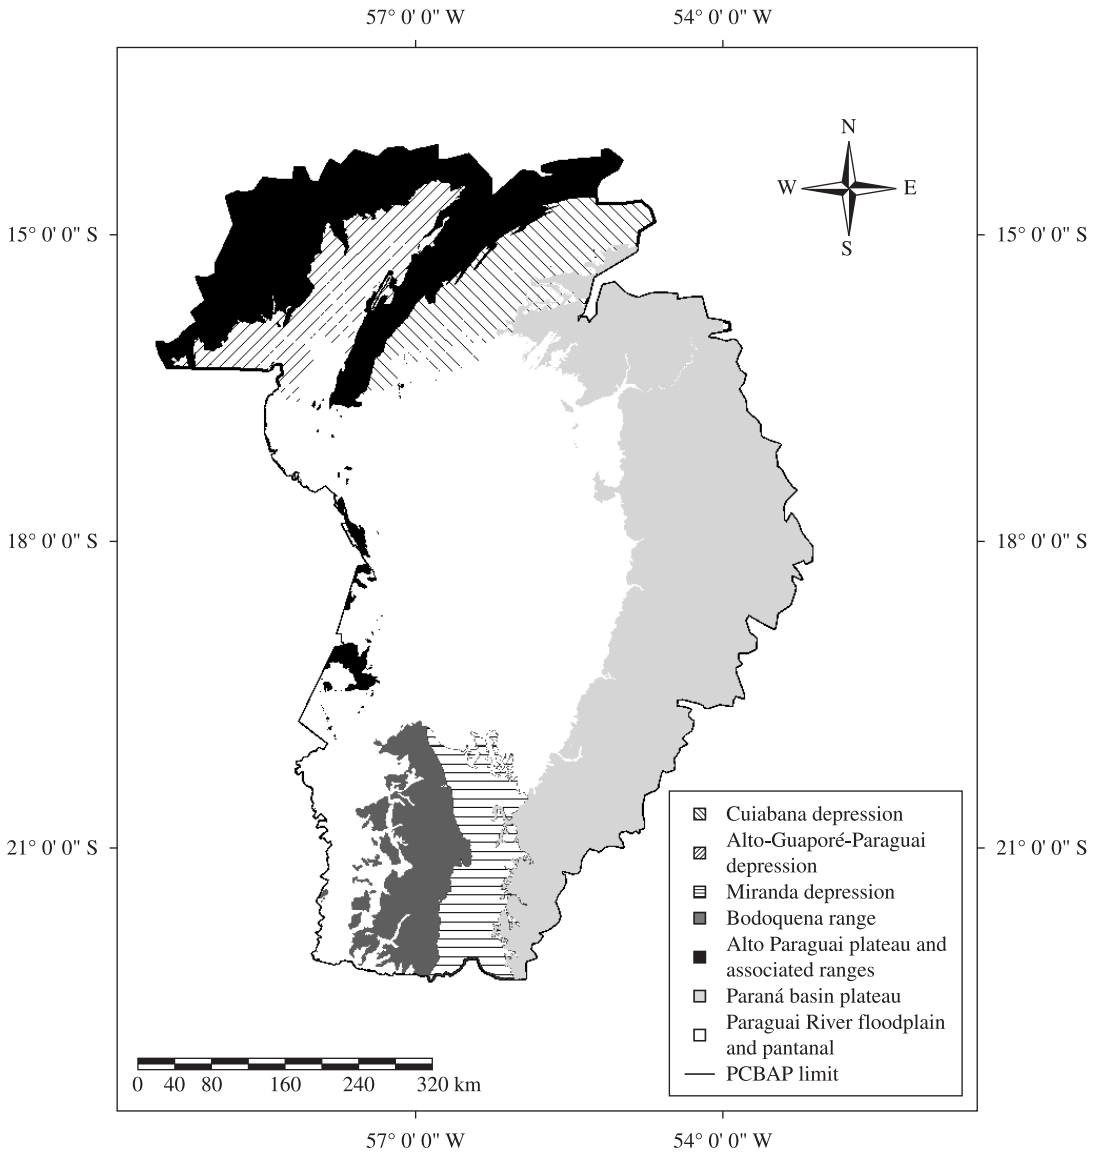 57° 0' 0" W 54° 0' 0" W
N
W E
S
15° 0' 0" S 15° 0' 0" S
18° 0' 0" S 18° 0' 0" S
21° 0' 0" S 21° 0' 0" S
Cuiabana depression
Alto-Guaporé-Paraguai
depression
Miranda depression
Bodoquena range
Alto Paraguai plateau and
associated ranges
Paraná basin plateau
Paraguai River floodplain
and pantanal
PCBAP limit
0 40 80 160 240 320 km
57° 0' 0" W 54° 0' 0" W